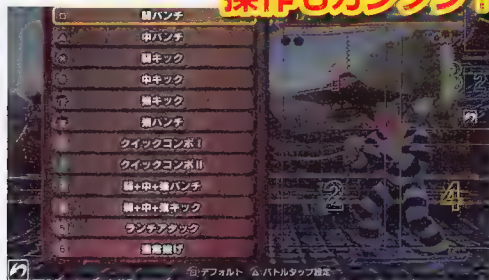 操作もカンタン!
弱パンチ
中パンチ
弱キック
中キック
強キック
強パンチ
クイックコンボⅠ
クイックコンボⅡ
弱+中+強パンチ
弱+中+強キック
ランチアタック
通常投げ
2 4
デフォルト バトルタップ設定